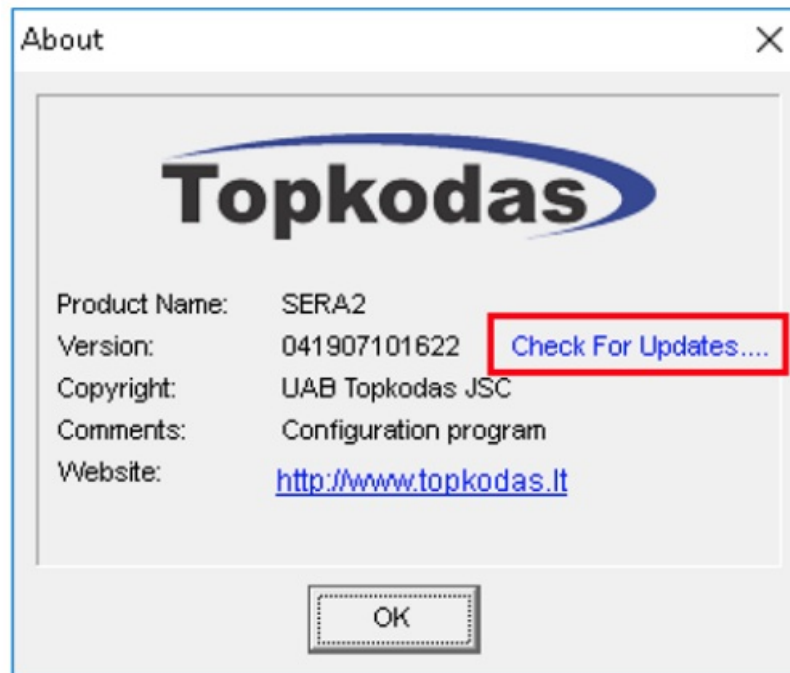 About
Topkodas
Product Name: SERA2
Version: 041907101622 Check For Updates....
Copyright: UAB Topkodas JSC
Comments: Configuration program
Website: http://www.topkodas.lt
OK